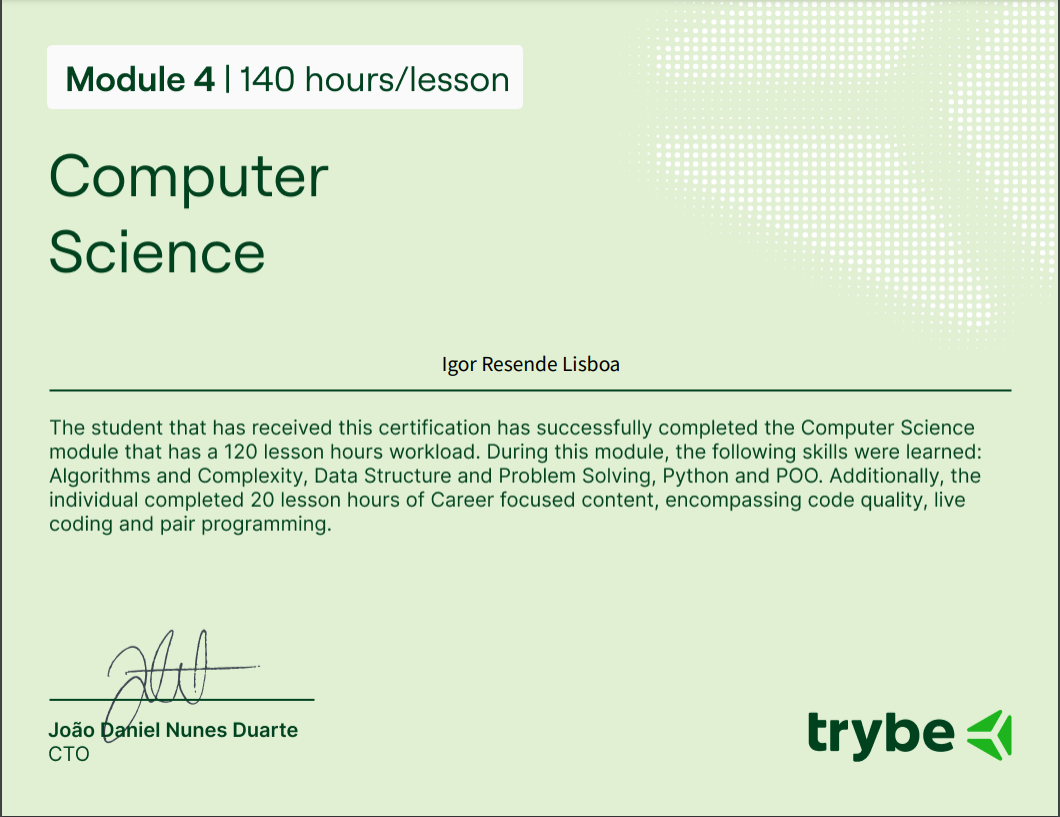 Module 4 | 140 hours/lesson
Computer
Science
Igor Resende Lisboa
The student that has received this certification has successfully completed the Computer Science
module that has a 120 lesson hours workload. During this module, the following skills were learned:
Algorithms and Complexity, Data Structure and Problem Solving, Python and POO. Additionally, the
individual completed 20 lesson hours of Career focused content, encompassing code quality, live
coding and pair programming.
João Daniel Nunes Duarte
CTO
trybe